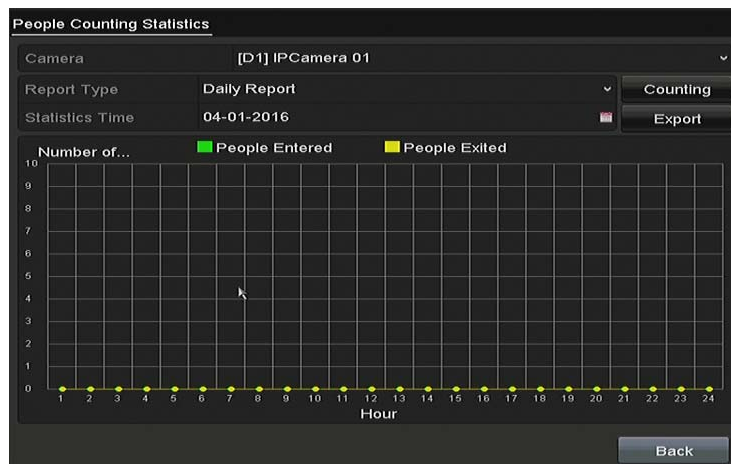 People Counting Statistics
Camera [D1] IPCamera 01
Report Type Daily Report Counting
Statistics Time 04-01-2016 Export
Number of... People Entered People Exited
10
9
8
7
6
5
4
3
2
1
0
1 2 3 4 5 6 7 8 9 10 11 12 13 14 15 16 17 18 19 20 21 22 23 24
Hour
Back